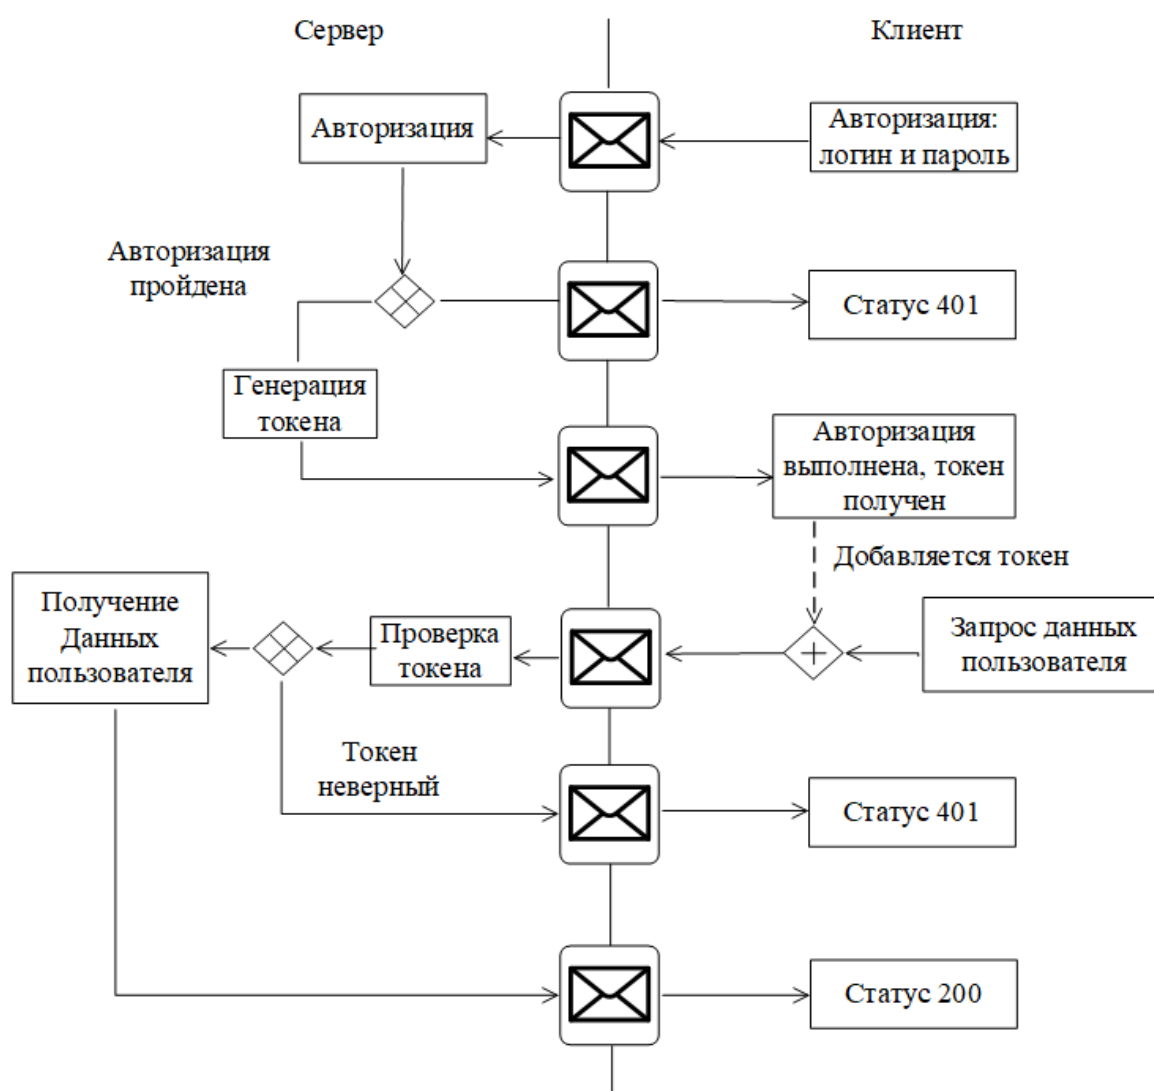 Сервер
Клиент
Авторизация
Авторизация:
логин и пароль
Авторизация
пройдена
Статус 401
Генерация
токена
Авторизация
выполнена, токен
получен
Добавляется токен
Получение
Данных
пользователя
Проверка
токена
Запрос данных
пользователя
Токен
неверный
Статус 401
Статус 200